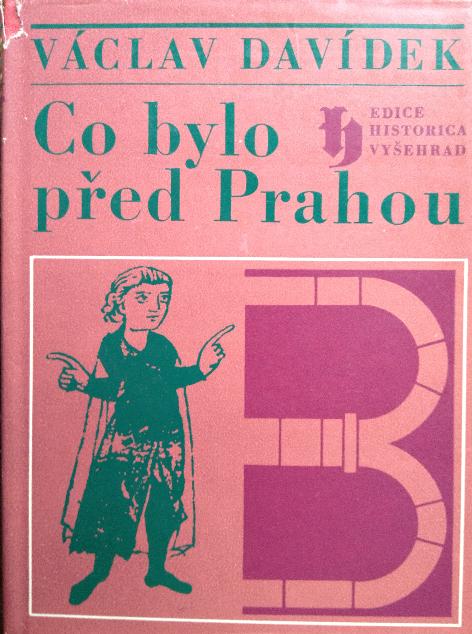 VÁCLAV DAVÍDEK
Co bylo
před Prahou
h
EDICE
HISTORICA
VYŠEHRAD